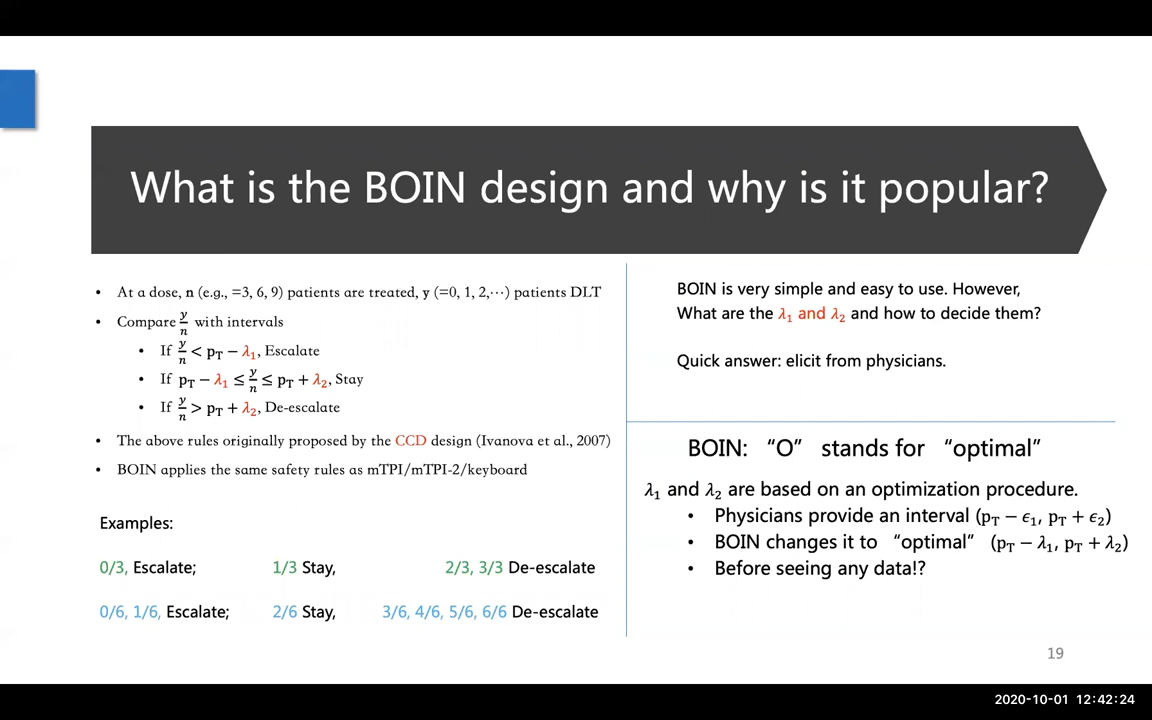 What is the BOIN design and why is it popular?
• At a dose, n (e.g., =3, 6, 9) patients are treated, y (=0, 1, 2,⋯) patients DLT
• Compare y/n with intervals
• If y/n < pT − λ1, Escalate
• If pT − λ1 ≤ y/n ≤ pT + λ2, Stay
• If y/n > pT + λ2, De-escalate
• The above rules originally proposed by the CCD design (Ivanova et al., 2007)
• BOIN applies the same safety rules as mTPI/mTPI-2/keyboard
Examples:
0/3, Escalate; 1/3 Stay, 2/3, 3/3 De-escalate
0/6, 1/6, Escalate; 2/6 Stay, 3/6, 4/6, 5/6, 6/6 De-escalate
BOIN is very simple and easy to use. However,
What are the λ1 and λ2 and how to decide them?
Quick answer: elicit from physicians.
BOIN: “O” stands for “optimal”
λ1 and λ2 are based on an optimization procedure.
• Physicians provide an interval (pT − ϵ1, pT + ϵ2)
• BOIN changes it to “optimal” (pT − λ1, pT + λ2)
• Before seeing any data!?
19
2020-10-01 12:42:24